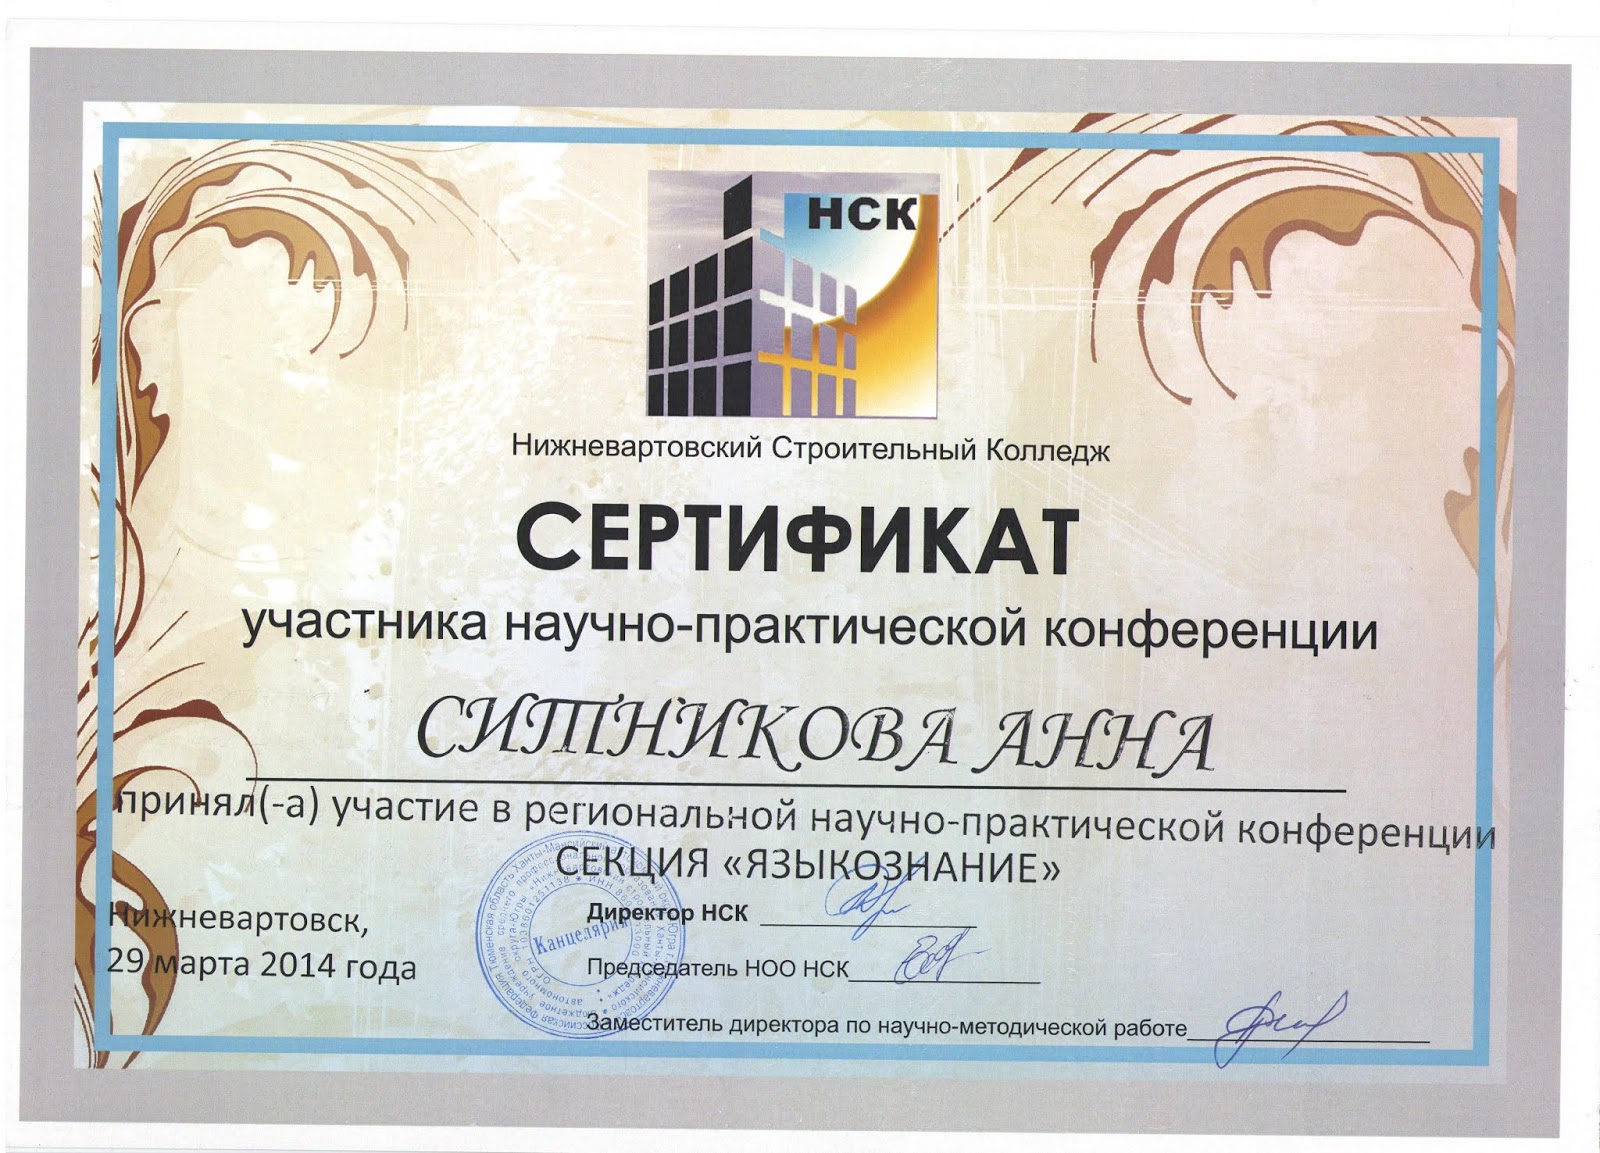 НСК
Нижневартовский Строительный Колледж
СЕРТИФИКАТ
участника научно-практической конференции
СИТНИКОВА АННА
принял(-а) участие в региональной научно-практической конференции
СЕКЦИЯ «ЯЗЫКОЗНАНИЕ»
Нижневартовск,
29 марта 2014 года
Директор НСК
Председатель НОО НСК
Заместитель директора по научно-методической работе
Канцелярия